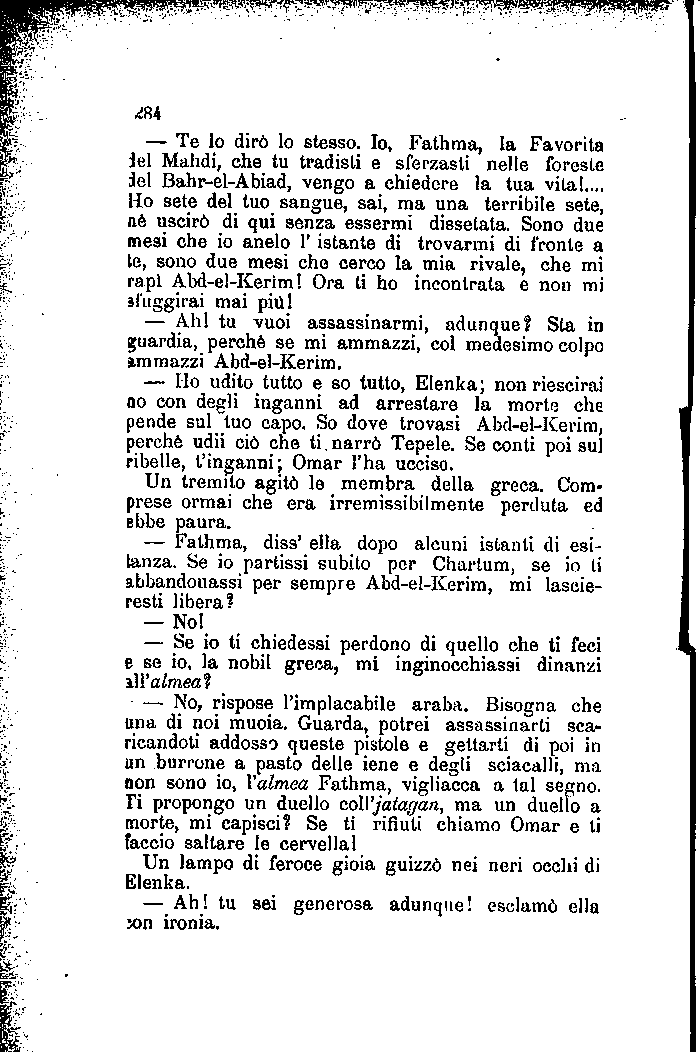 284
— Te lo dirò lo stesso. Io, Fathma, la Favorita
del Mahdi, che tu tradisti e sferzasti nelle foreste
del Bahr-el-Abiad, vengo a chiedere la tua vita!....
Ho sete del tuo sangue, sai, ma una terribile sete,
nè uscirò di qui senza essermi dissetata. Sono due
mesi che io anelo l' istante di trovarmi di fronte a
te, sono due mesi che cerco la mia rivale, che mi
rapì Abd-el-Kerim! Ora ti ho incontrata e non mi
sfuggirai mai più!
— Ah! tu vuoi assassinarmi, adunque? Sta in
guardia, perchè se mi ammazzi, col medesimo colpo
ammazzi Abd-el-Kerim.
— Ho udito tutto e so tutto, Elenka; non riescirai
no con degli inganni ad arrestare la morte che
pende sul tuo capo. So dove trovasi Abd-el-Kerim,
perchè udii ciò che ti narrò Tepele. Se conti poi sul
ribelle, t'inganni; Omar l'ha ucciso.
Un tremito agitò le membra della greca. Com-
prese ormai che era irremissibilmente perduta ed
ebbe paura.
— Fathma, diss' ella dopo alcuni istanti di esi-
tanza. Se io partissi subito per Chartum, se io ti
abbandonassi per sempre Abd-el-Kerim, mi lascie-
resti libera?
— No!
— Se io ti chiedessi perdono di quello che ti feci
e se io, la nobil greca, mi inginocchiassi dinanzi
all'almea?
— No, rispose l'implacabile araba. Bisogna che
una di noi muoia. Guarda, potrei assassinarti sca-
ricandoti addosso queste pistole e gettarti di poi in
un burrone a pasto delle iene e degli sciacalli, ma
non sono io, l'almea Fathma, vigliacca a tal segno.
Ti propongo un duello coll'jatagan, ma un duello a
morte, mi capisci? Se ti rifiuti chiamo Omar e ti
faccio saltare le cervella!
Un lampo di feroce gioia guizzò nei neri occhi di
Elenka.
— Ah! tu sei generosa adunque! esclamò ella
con ironia.